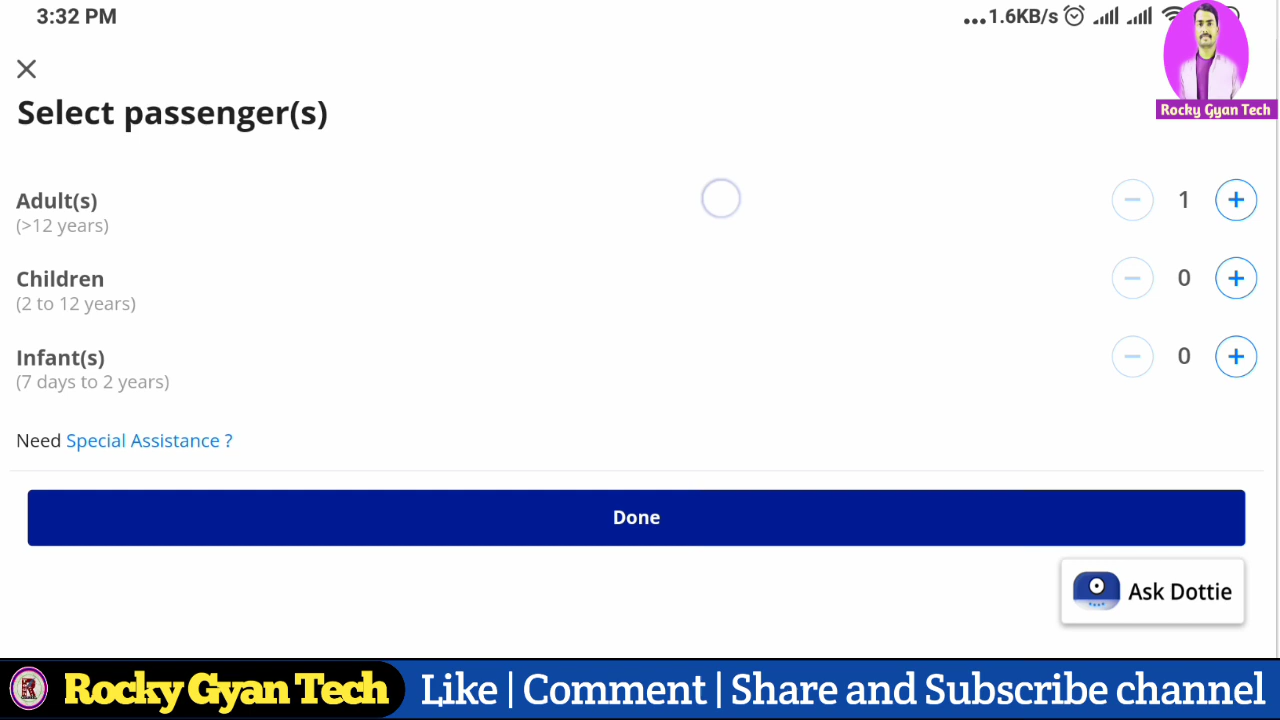 3:32 PM
...1.6KB/s
Rocky Gyan Tech
Select passenger(s)
Adult(s)
1
(>12 years)
Children
0
(2 to 12 years)
Infant(s)
0
(7 days to 2 years)
Need Special Assistance ?
Done
Ask Dottie
R
Rocky Gyan Tech
Like | Comment | Share and Subscribe channel